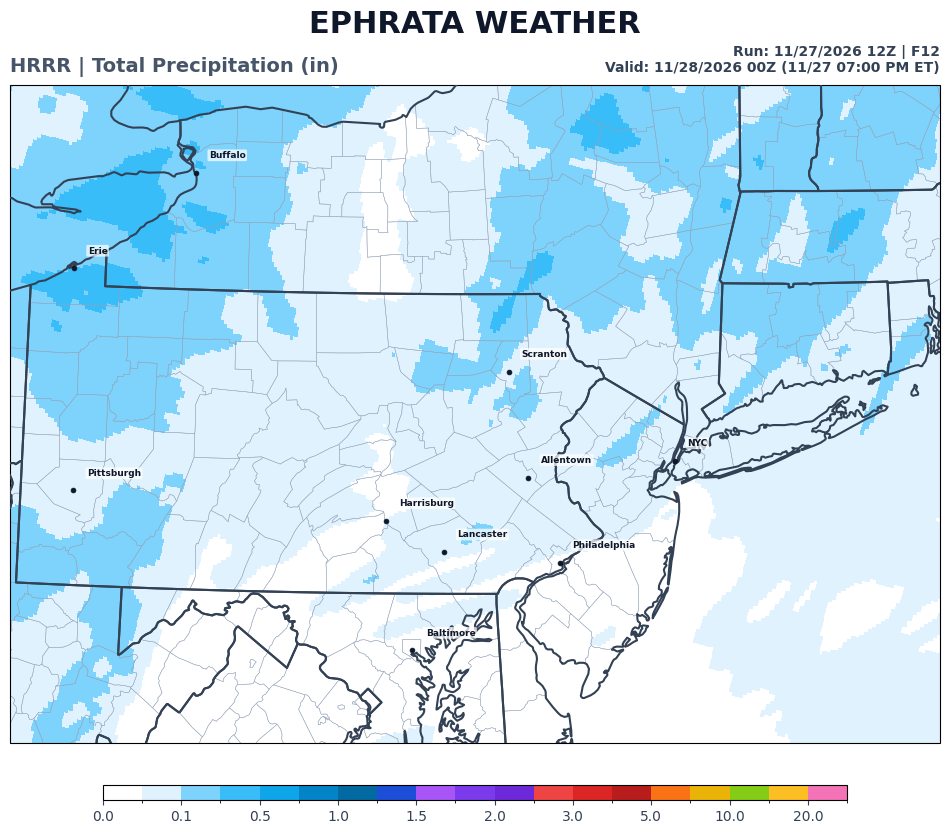 EPHRATA WEATHER
HRRR | Total Precipitation (in)
Run: 11/27/2026 12Z | F12
Valid: 11/28/2026 00Z (11/27 07:00 PM ET)
Buffalo
Erie
Scranton
NYC
Allentown
Pittsburgh
Harrisburg
Lancaster
Philadelphia
Baltimore
0.0 0.1 0.5 1.0 1.5 2.0 3.0 5.0 10.0 20.0